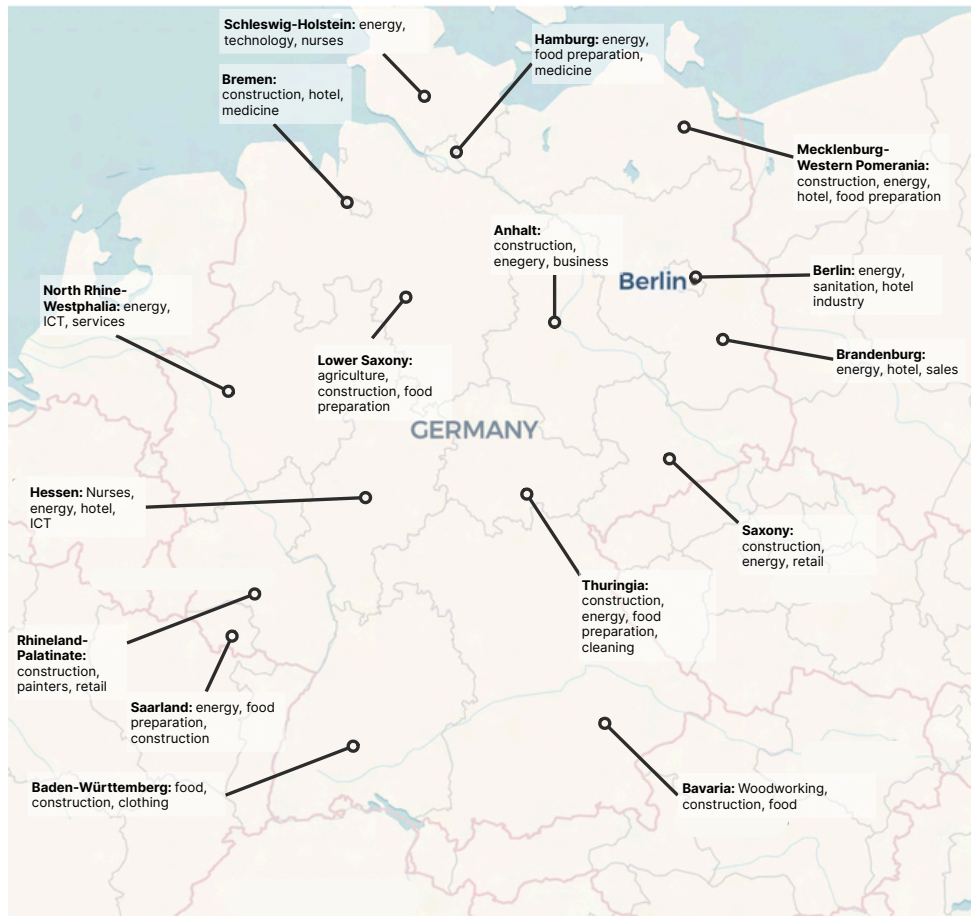 Schleswig-Holstein: energy,
technology, nurses
Hamburg: energy,
food preparation,
medicine
Bremen:
construction, hotel,
medicine
Mecklenburg-
Western Pomerania:
construction, energy,
hotel, food preparation
Anhalt:
construction,
enegery, business
Berlin
Berlin: energy,
sanitation, hotel
industry
North Rhine-
Westphalia: energy,
ICT, services
Lower Saxony:
agriculture,
construction, food
preparation
Brandenburg:
energy, hotel, sales
GERMANY
Hessen: Nurses,
energy, hotel,
ICT
Saxony:
construction,
energy, retail
Thuringia:
construction,
energy, food
preparation,
cleaning
Rhineland-
Palatinate:
construction,
painters, retail
Saarland: energy, food
preparation,
construction
Baden-Württemberg: food,
construction, clothing
Bavaria: Woodworking,
construction, food